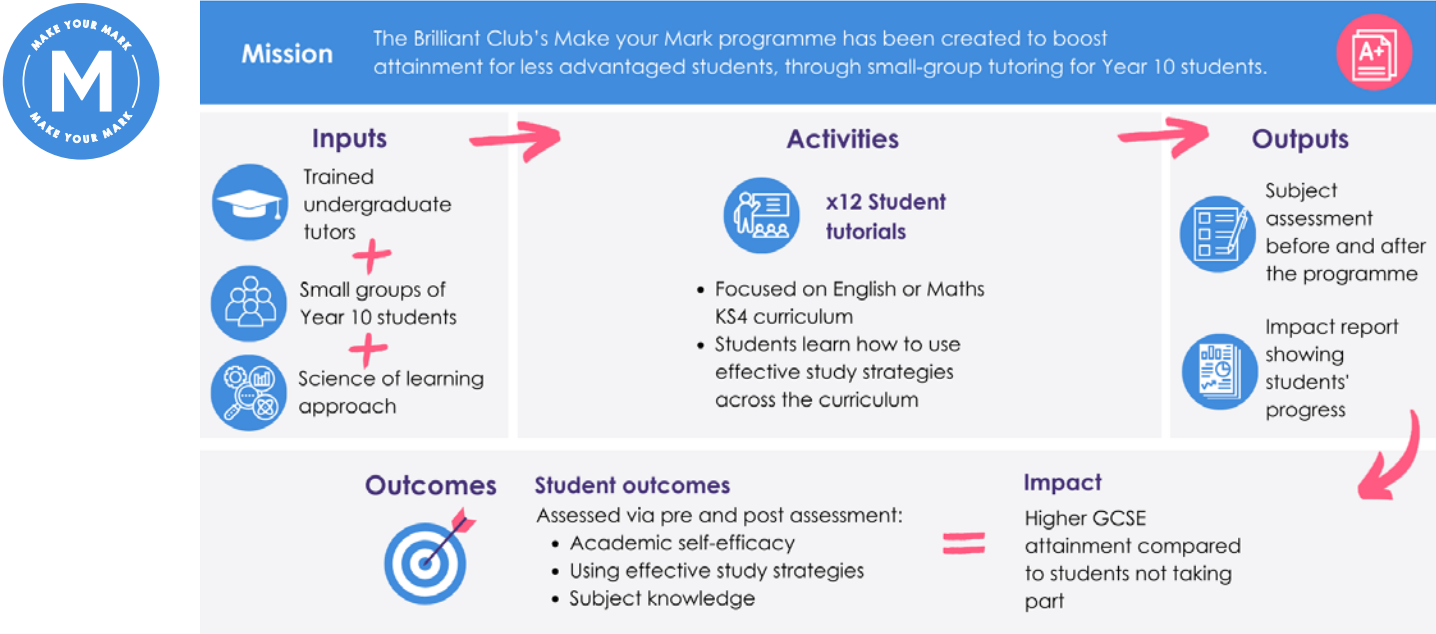 MAKE YOUR MARK
M
MAKE YOUR MARK
Mission
The Brilliant Club's Make your Mark programme has been created to boost
attainment for less advantaged students, through small-group tutoring for Year 10 students.
A+
Inputs
Trained
undergraduate
tutors
+
Small groups of
Year 10 students
+
Science of learning
approach
Activities
x12 Student
tutorials
• Focused on English or Maths
KS4 curriculum
• Students learn how to use
effective study strategies
across the curriculum
Outputs
Subject
assessment
before and after
the programme
Impact report
showing
students'
progress
Outcomes
Student outcomes
Assessed via pre and post assessment:
• Academic self-efficacy
• Using effective study strategies
• Subject knowledge
=
Impact
Higher GCSE
attainment compared
to students not taking
part